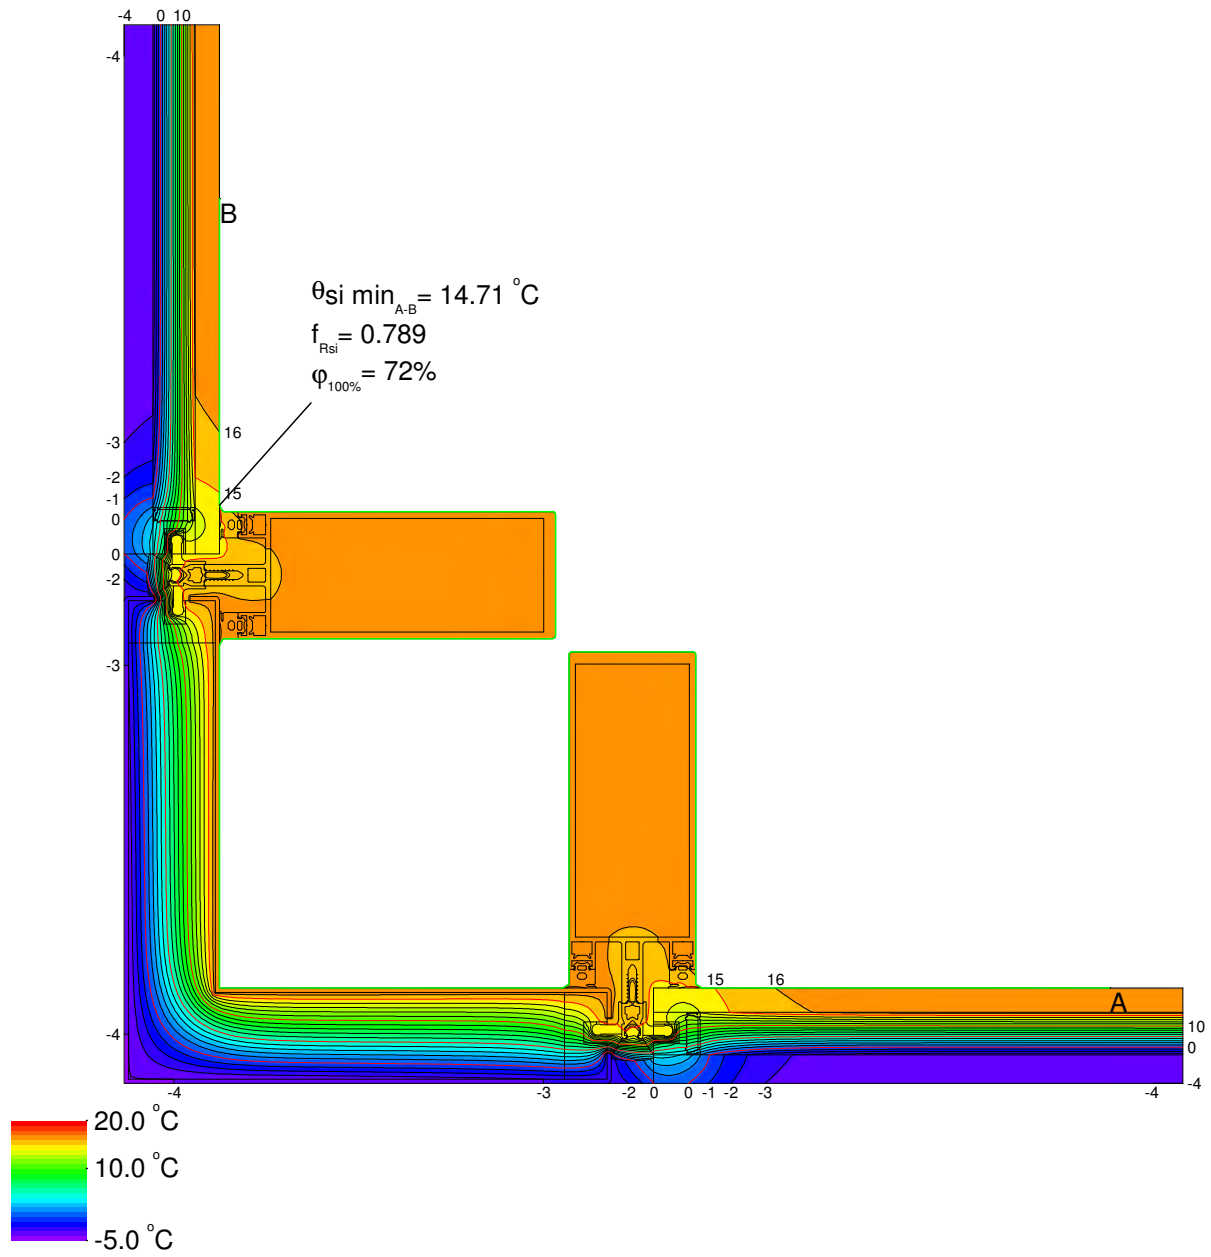 -4 0 10
-4
B
θsi min A-B = 14.71 °C
f Rsi = 0.789
φ 100% = 72%
-3
16
-2
15
-1
0
0
-2
-3
15 16
A
-4
10
0
-4
-4 -3 -2 0 0 -1 -2 -3 -4
20.0 °C
10.0 °C
-5.0 °C